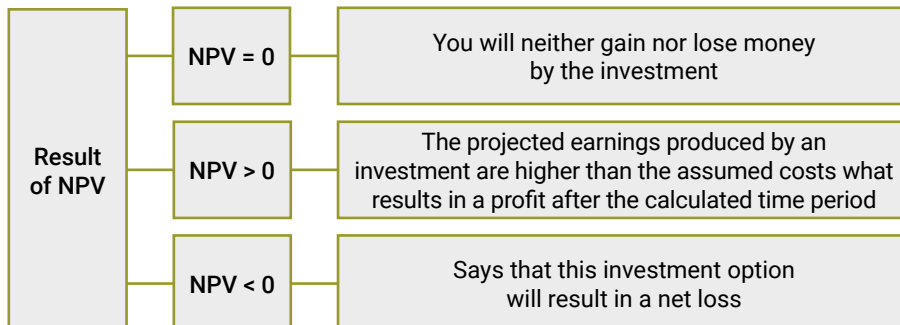 Result
of NPV
NPV = 0
You will neither gain nor lose money
by the investment
NPV > 0
The projected earnings produced by an
investment are higher than the assumed costs what
results in a profit after the calculated time period
NPV < 0
Says that this investment option
will result in a net loss